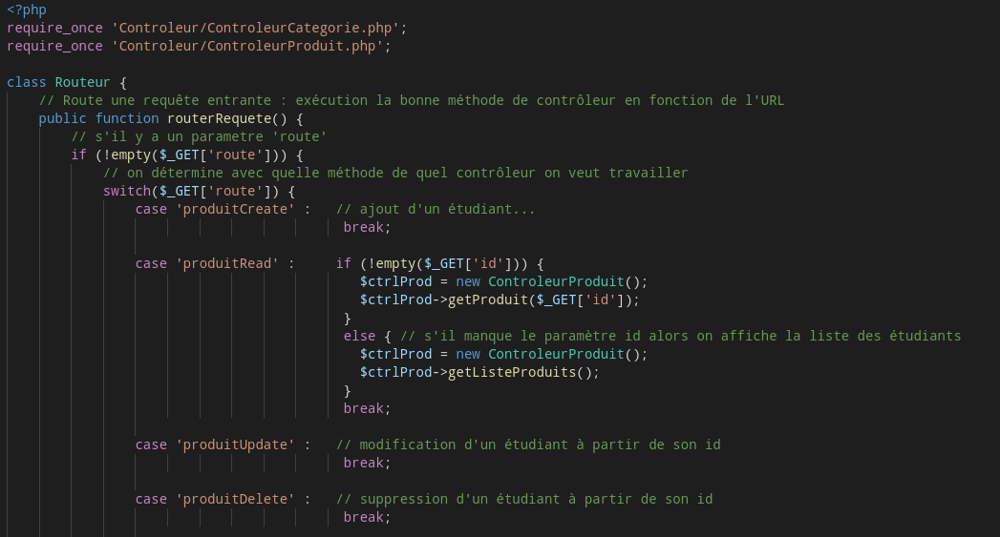 <?php
require_once 'Controleur/ControleurCategorie.php';
require_once 'Controleur/ControleurProduit.php';
class Routeur {
// Route une requête entrante : exécution la bonne méthode de contrôleur en fonction de l'URL
public function routerRequete() {
// s'il y a un parametre 'route'
if (!empty($_GET['route'])) {
// on détermine avec quelle méthode de quel contrôleur on veut travailler
switch($_GET['route']) {
case 'produitCreate' : // ajout d'un étudiant...
break;
case 'produitRead' : if (!empty($_GET['id'])) {
$ctrlProd = new ControleurProduit();
$ctrlProd->getProduit($_GET['id']);
}
else { // s'il manque le paramètre id alors on affiche la liste des étudiants
$ctrlProd = new ControleurProduit();
$ctrlProd->getListeProduits();
}
break;
case 'produitUpdate' : // modification d'un étudiant à partir de son id
break;
case 'produitDelete' : // suppression d'un étudiant à partir de son id
break;